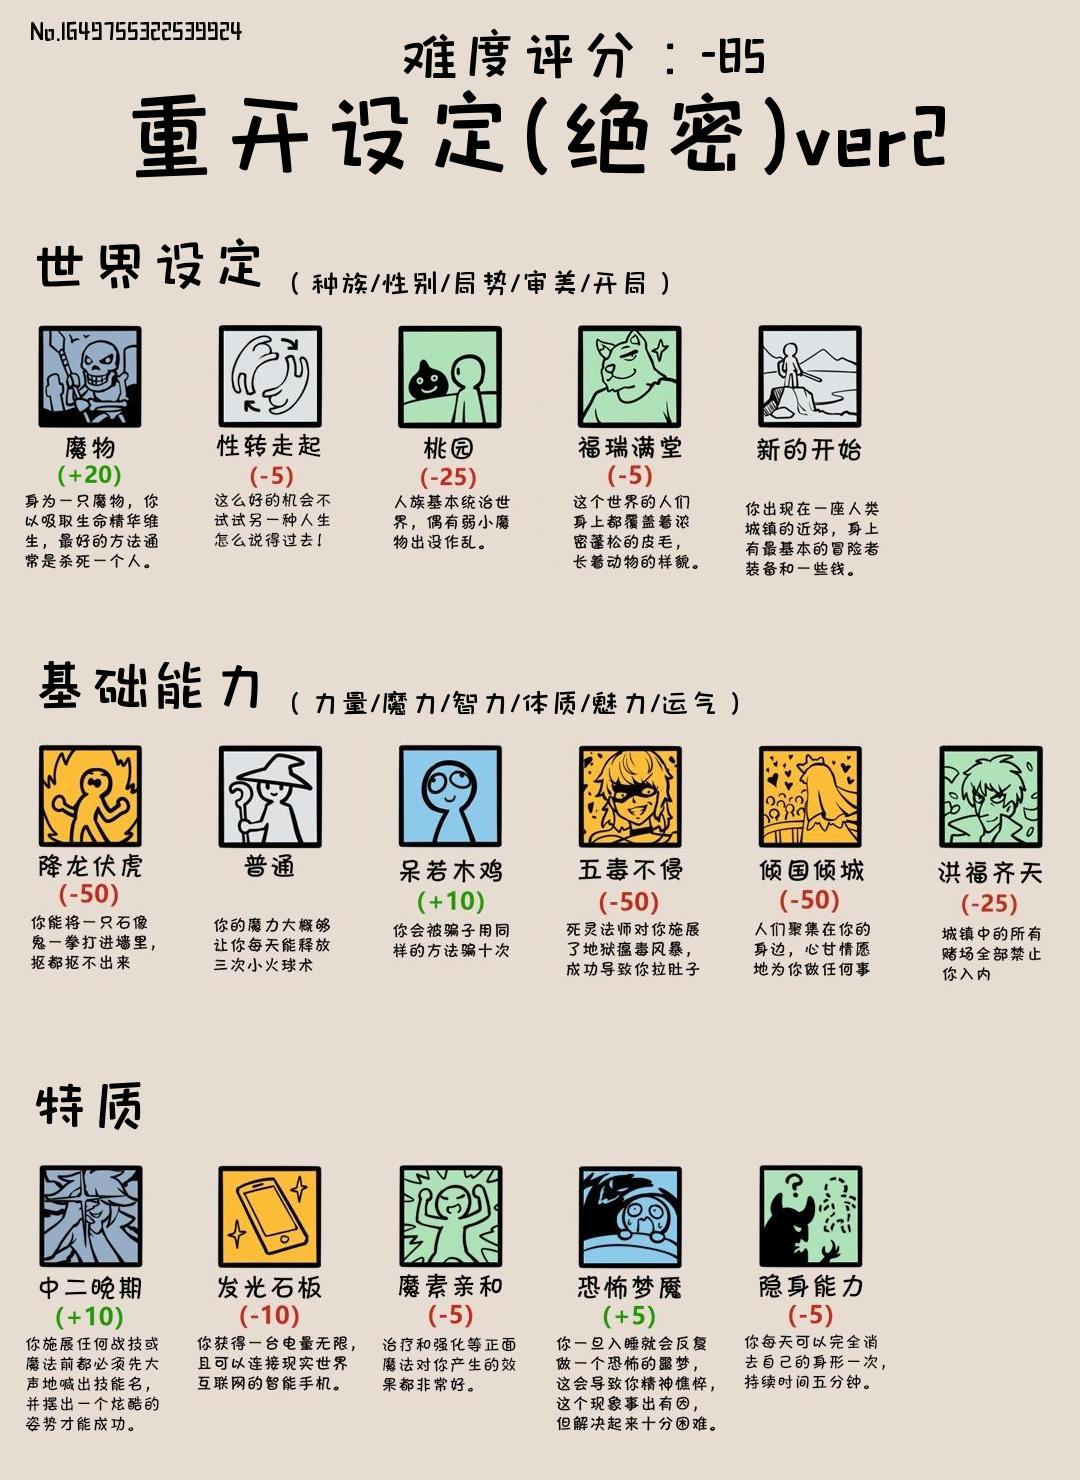 No.1649755322539924
难度评分：-85
重开设定(绝密)ver2
世界设定（种族/性别/局势/审美/开局）
魔物
(+20)
身为一只魔物，你
以吸取生命精华维
生，最好的方法通
常是杀死一个人。
性转走起
(-5)
这么好的机会不
试试另一种人生
怎么说得过去！
桃园
(-25)
人族基本统治世
界，偶有弱小魔
物出没作乱。
福瑞满堂
(-5)
这个世界的人们
身上都覆盖着浓
密蓬松的皮毛，
长着动物的样貌。
新的开始
你出现在一座人类
城镇的近郊，身上
有最基本的冒险者
装备和一些钱。
基础能力（力量/魔力/智力/体质/魅力/运气）
降龙伏虎
(-50)
你能将一只石像
鬼一拳打进墙里，
抠都抠不出来
普通
你的魔力大概够
让你每天能释放
三次小火球术
呆若木鸡
(+10)
你会被骗子用同
样的方法骗十次
五毒不侵
(-50)
死灵法师对你施展
了地狱瘟毒风暴，
成功导致你拉肚子
倾国倾城
(-50)
人们聚集在你的
身边，心甘情愿
地为你做任何事
洪福齐天
(-25)
城镇中的所有
赌场全部禁止
你入内
特质
中二晚期
(+10)
你施展任何战技或
魔法前都必须先大
声地喊出技能名，
并摆出一个炫酷的
姿势才能成功。
发光石板
(-10)
你获得一台电量无限，
且可以连接现实世界
互联网的智能手机。
魔素亲和
(-5)
治疗和强化等正面
魔法对你产生的效
果都非常好。
恐怖梦魇
(+5)
你一旦入睡就会反复
做一个恐怖的噩梦，
这会导致你精神憔悴，
这个现象事出有因，
但解决起来十分困难。
隐身能力
(-5)
你每天可以完全消
去自己的身形一次，
持续时间五分钟。